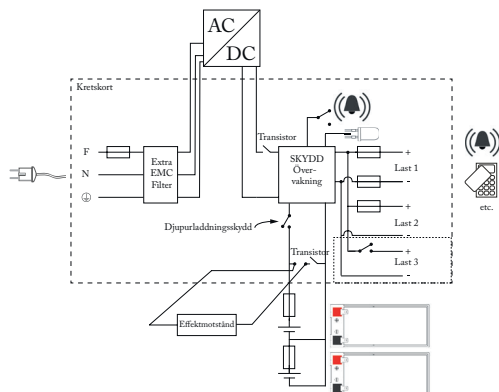 AC
DC
Kretskort
F
N
Extra
EMC
Filter
Transistor
SKYDD
Över-
vakning
+
Last 1
-
+
Last 2
-
+
Last 3
-
etc.
Djupurladdningsskydd
Transistor
Effektmotstånd